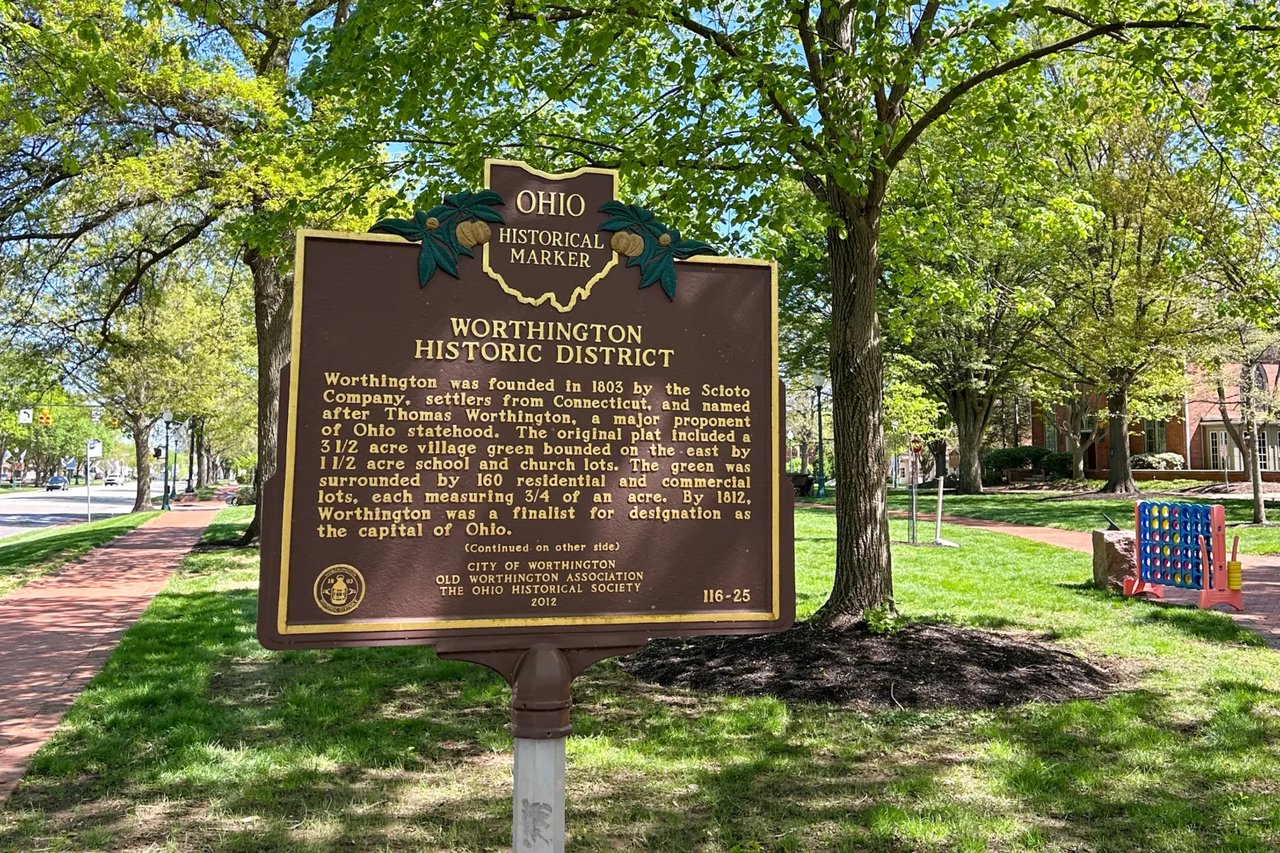 OHIO
HISTORICAL
MARKER
WORTHINGTON
HISTORIC DISTRICT
Worthington was founded in 1803 by the Scioto
Company, settlers from Connecticut, and named
after Thomas Worthington, a major proponent
of Ohio statehood. The original plat included a
3 1/2 acre village green bounded on the east by
1 1/2 acre school and church lots. The green was
surrounded by 160 residential and commercial
lots, each measuring 3/4 of an acre. By 1812,
Worthington was a finalist for designation as
the capital of Ohio.
(Continued on other side)
CITY OF WORTHINGTON
OLD WORTHINGTON ASSOCIATION
THE OHIO HISTORICAL SOCIETY
2012
116-25